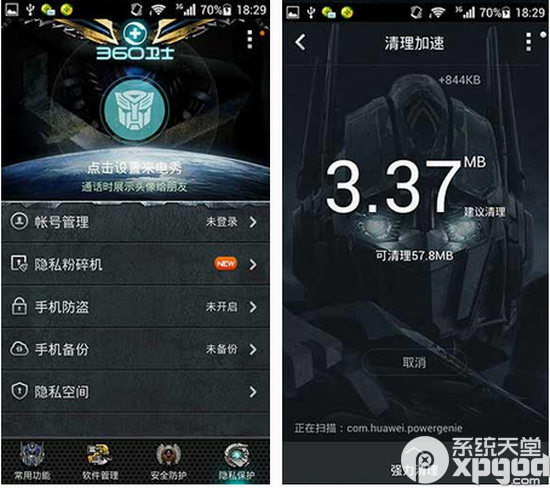 70% 18:29
360卫士
点击设置来电秀
通话时展示头像给朋友
帐号管理 未登录
隐私粉碎机 NEW
手机防盗 未开启
手机备份 未备份
隐私空间
常用功能 软件管理 安全防护 隐私保护
3G 70% 18:29
清理加速
+844KB
3.37 MB
建议清理
可清理57.8MB
取消
正在扫描：com.huawei.powergenie
强力清理
系统天堂
xpgod.com